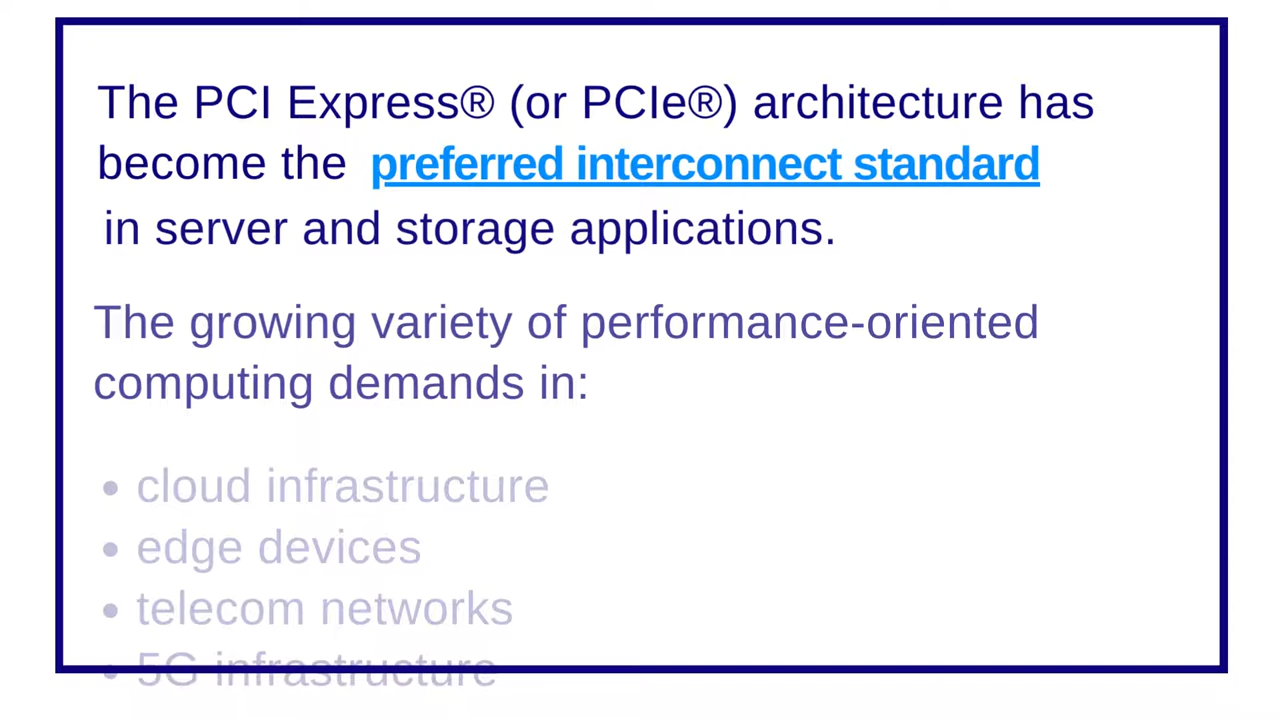 The PCI Express® (or PCIe®) architecture has
become the preferred interconnect standard
in server and storage applications.
The growing variety of performance-oriented
computing demands in:
• cloud infrastructure
• edge devices
• telecom networks
• 5G infrastructure